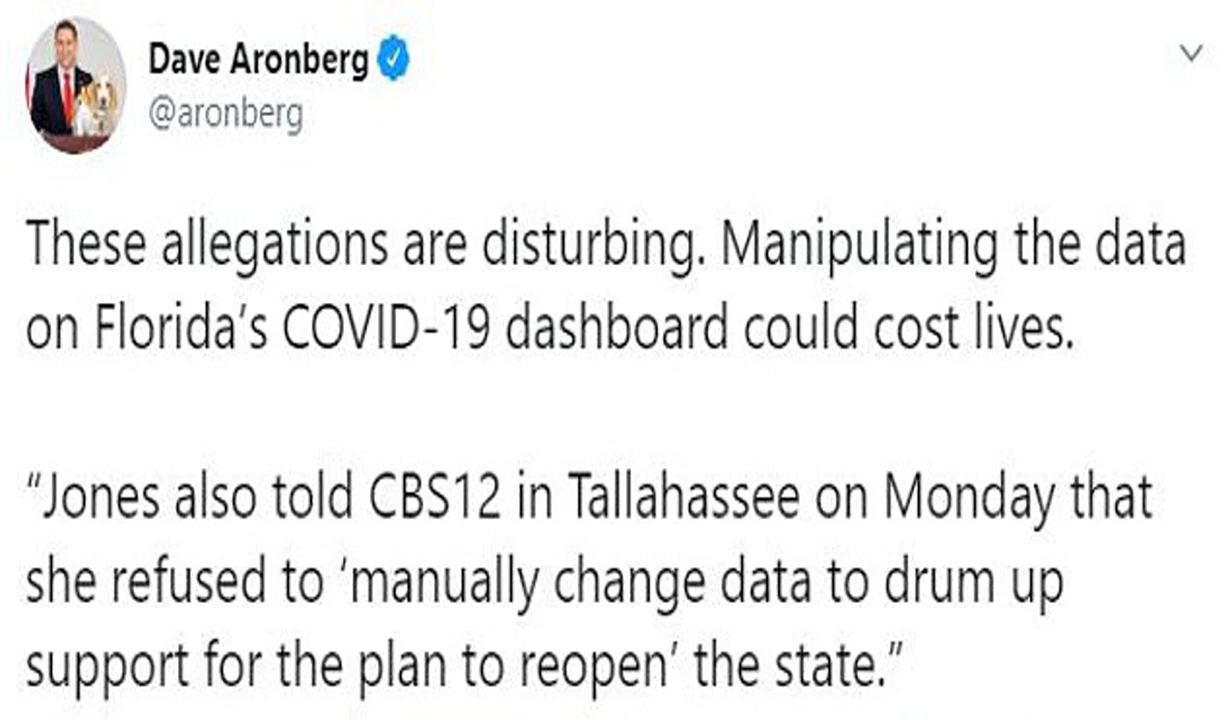 Dave Aronberg
@aronberg
These allegations are disturbing. Manipulating the data
on Florida’s COVID-19 dashboard could cost lives.
“Jones also told CBS12 in Tallahassee on Monday that
she refused to ‘manually change data to drum up
support for the plan to reopen’ the state.”